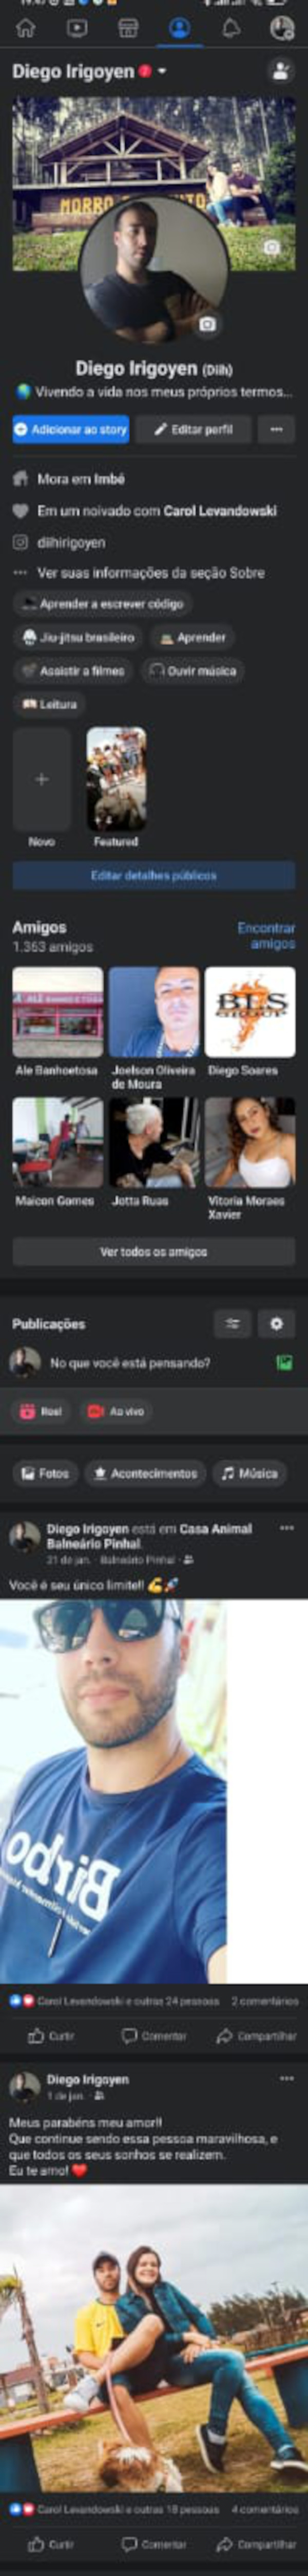 19:47
Diego Irigoyen
Diego Irigoyen (Diih)
Vivendo a vida nos meus próprios termos...
Adicionar ao story
Editar perfil
Mora em Imbé
Em um noivado com Carol Levandowski
diihirigoyen
Ver suas informações da seção Sobre
Aprender a escrever código
Jiu-jitsu brasileiro
Aprender
Assistir a filmes
Ouvir música
Leitura
Novo
Featured
Editar detalhes públicos
Amigos
Encontrar amigos
1.363 amigos
BLS
GROUP
Ale Banhoetosa
Joelson Oliveira de Moura
Diego Soares
Maicon Gomes
Jotta Ruas
Vitoria Moraes Xavier
Ver todos os amigos
Publicações
No que você está pensando?
Reel
Ao vivo
Fotos
Acontecimentos
Música
Diego Irigoyen está em Casa Animal
Balneário Pinhal.
21 de jan. · Balneário Pinhal
Você é seu único limite!!
Birbo
Carol Levandowski e outras 24 pessoas
2 comentários
Curtir
Comentar
Compartilhar
Diego Irigoyen
1 de jan.
Meus parabéns meu amor!!
Que continue sendo essa pessoa maravilhosa, e
que todos os seus sonhos se realizem.
Eu te amo!
Carol Levandowski e outras 18 pessoas
4 comentários
Curtir
Comentar
Compartilhar